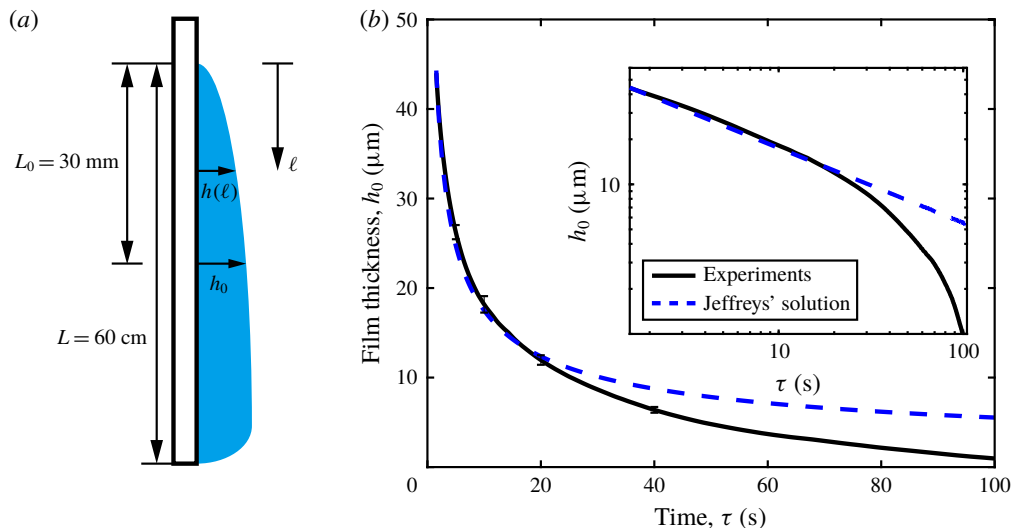 (a)
L₀ = 30 mm
ℓ
h(ℓ)
h₀
L = 60 cm
(b)
50
40
30
20
10
0
20
40
60
80
100
Film thickness, h₀ (μm)
Time, τ (s)
10
h₀ (μm)
10
100
τ (s)
Experiments
Jeffreys' solution